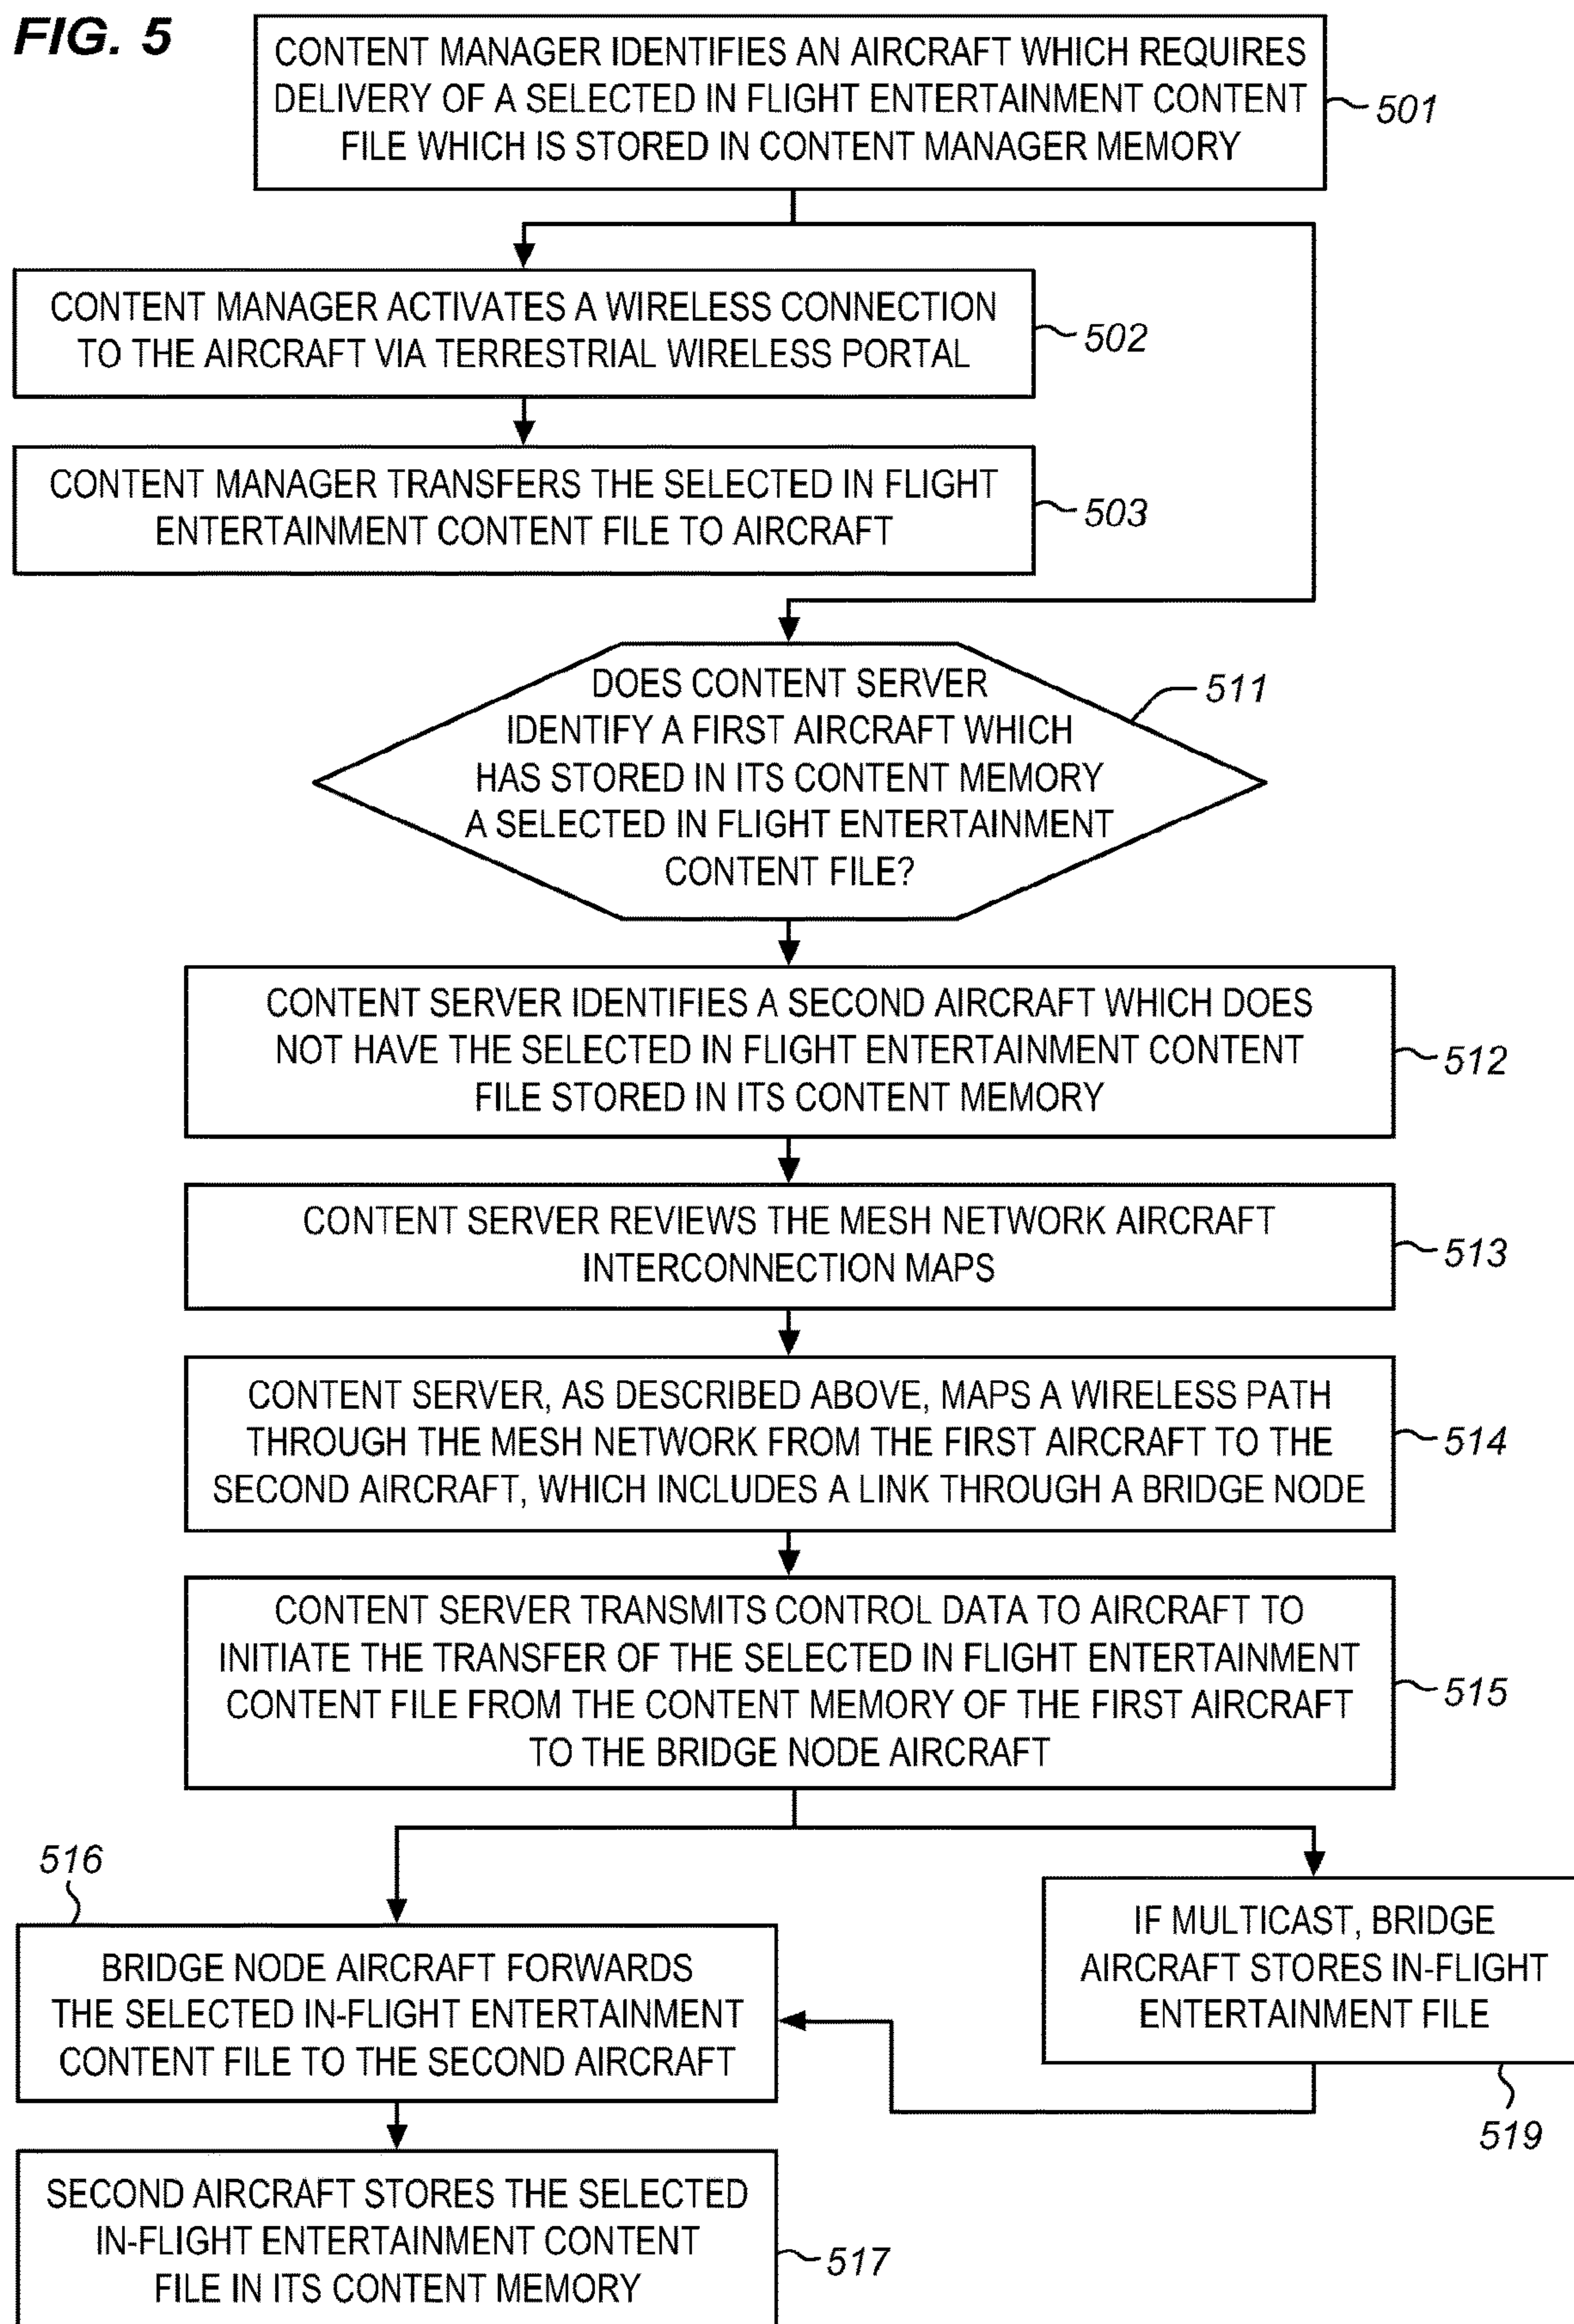 FIG. 5
CONTENT MANAGER IDENTIFIES AN AIRCRAFT WHICH REQUIRES
DELIVERY OF A SELECTED IN FLIGHT ENTERTAINMENT CONTENT
FILE WHICH IS STORED IN CONTENT MANAGER MEMORY
501
CONTENT MANAGER ACTIVATES A WIRELESS CONNECTION
TO THE AIRCRAFT VIA TERRESTRIAL WIRELESS PORTAL
502
CONTENT MANAGER TRANSFERS THE SELECTED IN FLIGHT
ENTERTAINMENT CONTENT FILE TO AIRCRAFT
503
DOES CONTENT SERVER
IDENTIFY A FIRST AIRCRAFT WHICH
HAS STORED IN ITS CONTENT MEMORY
A SELECTED IN FLIGHT ENTERTAINMENT
CONTENT FILE?
511
CONTENT SERVER IDENTIFIES A SECOND AIRCRAFT WHICH DOES
NOT HAVE THE SELECTED IN FLIGHT ENTERTAINMENT CONTENT
FILE STORED IN ITS CONTENT MEMORY
512
CONTENT SERVER REVIEWS THE MESH NETWORK AIRCRAFT
INTERCONNECTION MAPS
513
CONTENT SERVER, AS DESCRIBED ABOVE, MAPS A WIRELESS PATH
THROUGH THE MESH NETWORK FROM THE FIRST AIRCRAFT TO THE
SECOND AIRCRAFT, WHICH INCLUDES A LINK THROUGH A BRIDGE NODE
514
CONTENT SERVER TRANSMITS CONTROL DATA TO AIRCRAFT TO
INITIATE THE TRANSFER OF THE SELECTED IN FLIGHT ENTERTAINMENT
CONTENT FILE FROM THE CONTENT MEMORY OF THE FIRST AIRCRAFT
TO THE BRIDGE NODE AIRCRAFT
515
516
BRIDGE NODE AIRCRAFT FORWARDS
THE SELECTED IN-FLIGHT ENTERTAINMENT
CONTENT FILE TO THE SECOND AIRCRAFT
IF MULTICAST, BRIDGE
AIRCRAFT STORES IN-FLIGHT
ENTERTAINMENT FILE
519
SECOND AIRCRAFT STORES THE SELECTED
IN-FLIGHT ENTERTAINMENT CONTENT
FILE IN ITS CONTENT MEMORY
517